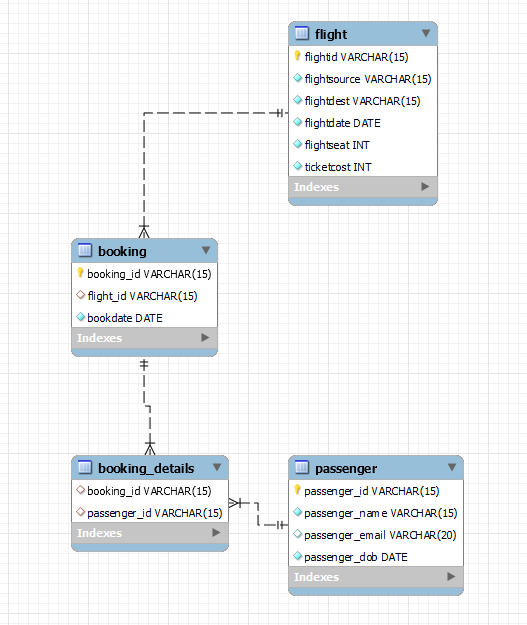 flight
flightid VARCHAR(15)
flightsource VARCHAR(15)
flightdest VARCHAR(15)
flightdate DATE
flightseat INT
ticketcost INT
Indexes
booking
booking_id VARCHAR(15)
flight_id VARCHAR(15)
bookdate DATE
Indexes
booking_details
booking_id VARCHAR(15)
passenger_id VARCHAR(15)
Indexes
passenger
passenger_id VARCHAR(15)
passenger_name VARCHAR(15)
passenger_email VARCHAR(20)
passenger_dob DATE
Indexes